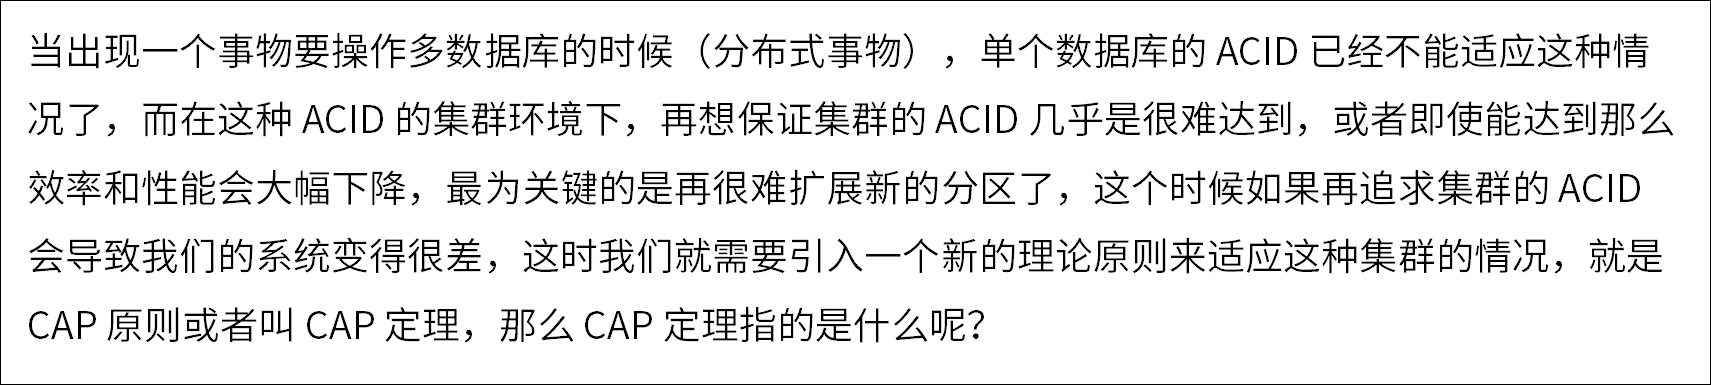 当出现一个事物要操作多数据库的时候（分布式事物），单个数据库的 ACID 已经不能适应这种情
况了，而在这种 ACID 的集群环境下，再想保证集群的 ACID 几乎是很难达到，或者即使能达到那么
效率和性能会大幅下降，最为关键的是再很难扩展新的分区了，这个时候如果再追求集群的 ACID
会导致我们的系统变得很差，这时我们就需要引入一个新的理论原则来适应这种集群的情况，就是
CAP 原则或者叫 CAP 定理，那么 CAP 定理指的是什么呢？